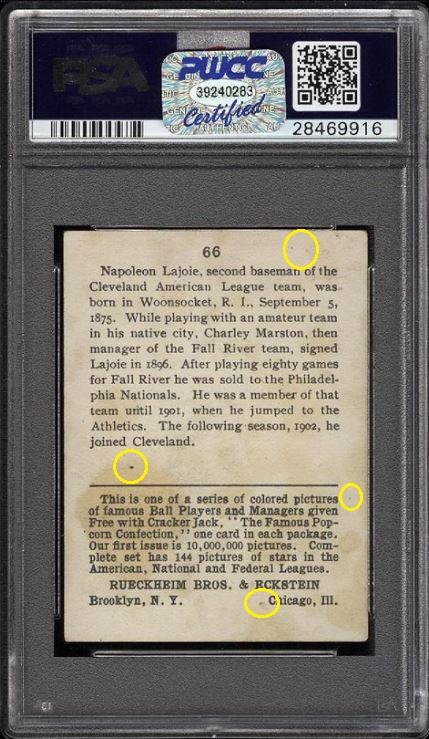 PSA
PWCC
39240283
Certified
28469916
66
Napoleon Lajoie, second baseman of the
Cleveland American League team, was
born in Woonsocket, R. I., September 5,
1875. While playing with an amateur team
in his native city, Charley Marston, then
manager of the Fall River team, signed
Lajoie in 1896. After playing eighty games
for Fall River he was sold to the Philadel-
phia Nationals. He was a member of that
team until 1901, when he jumped to the
Athletics. The following season, 1902, he
joined Cleveland.
This is one of a series of colored pictures
of famous Ball Players and Managers given
Free with Cracker Jack, "The Famous Pop-
corn Confection," one card in each package.
Our first issue is 10,000,000 pictures. Com-
plete set has 144 pictures of stars in the
American, National and Federal Leagues.
RUECKHEIM BROS. & ECKSTEIN
Brooklyn, N. Y. Chicago, Ill.